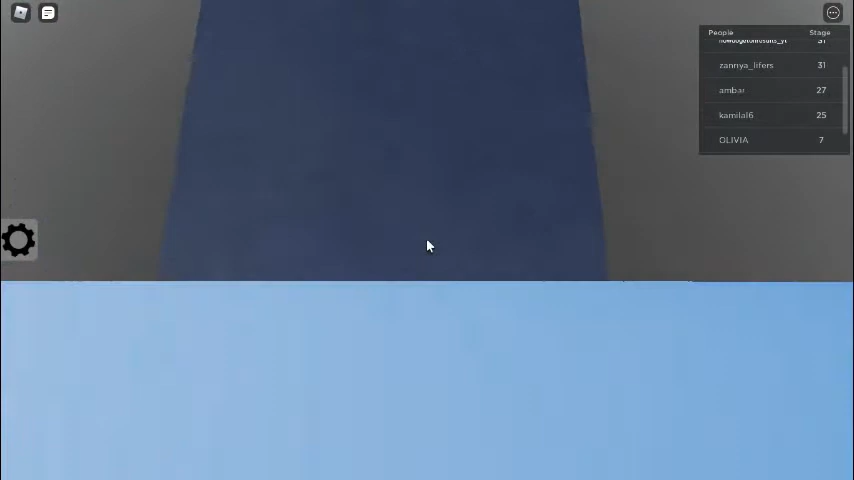 People Stage
31
zannya_lifers 31
ambar 27
kamilal6 25
OLIVIA 7